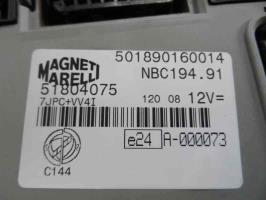 MAGNETI
MARELLI
501890160014
NBC194.91
51804075
7JPC+VV4I
120 08 12V=
e24 A-000073
C144